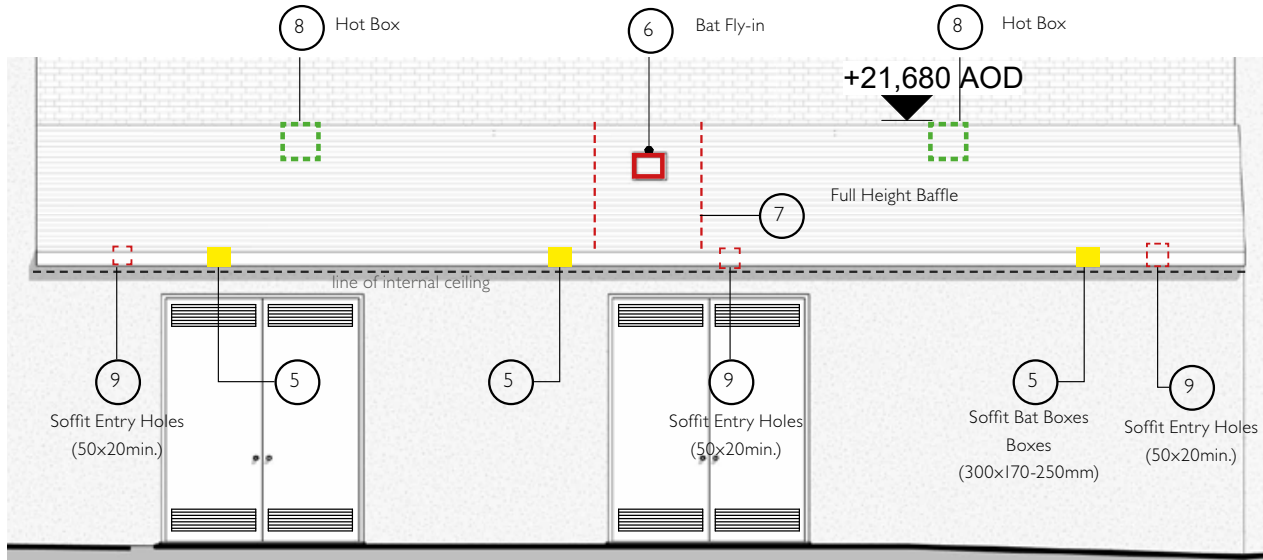 8 Hot Box
6 Bat Fly-in
8 Hot Box
+21,680 AOD
Full Height Baffle
7
line of internal ceiling
9
Soffit Entry Holes
(50x20min.)
5
5
9
Soffit Entry Holes
(50x20min.)
5
Soffit Bat Boxes
Boxes
(300x170-250mm)
9
Soffit Entry Holes
(50x20min.)